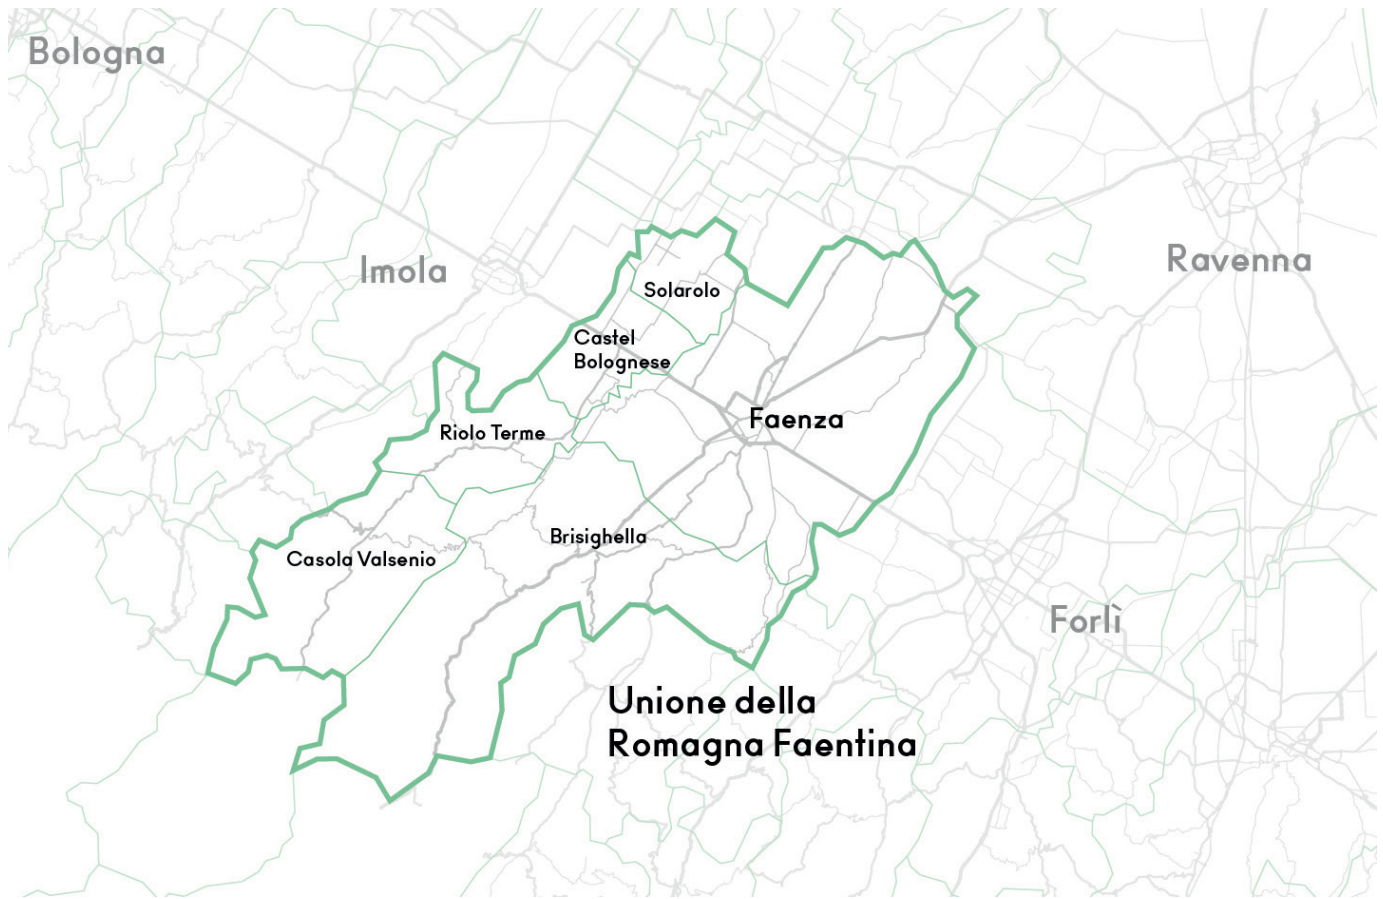 Bologna
Imola
Ravenna
Solarolo
Castel
Bolognese
Faenza
Riolo Terme
Brisighella
Casola Valsenio
Forlì
Unione della
Romagna Faentina